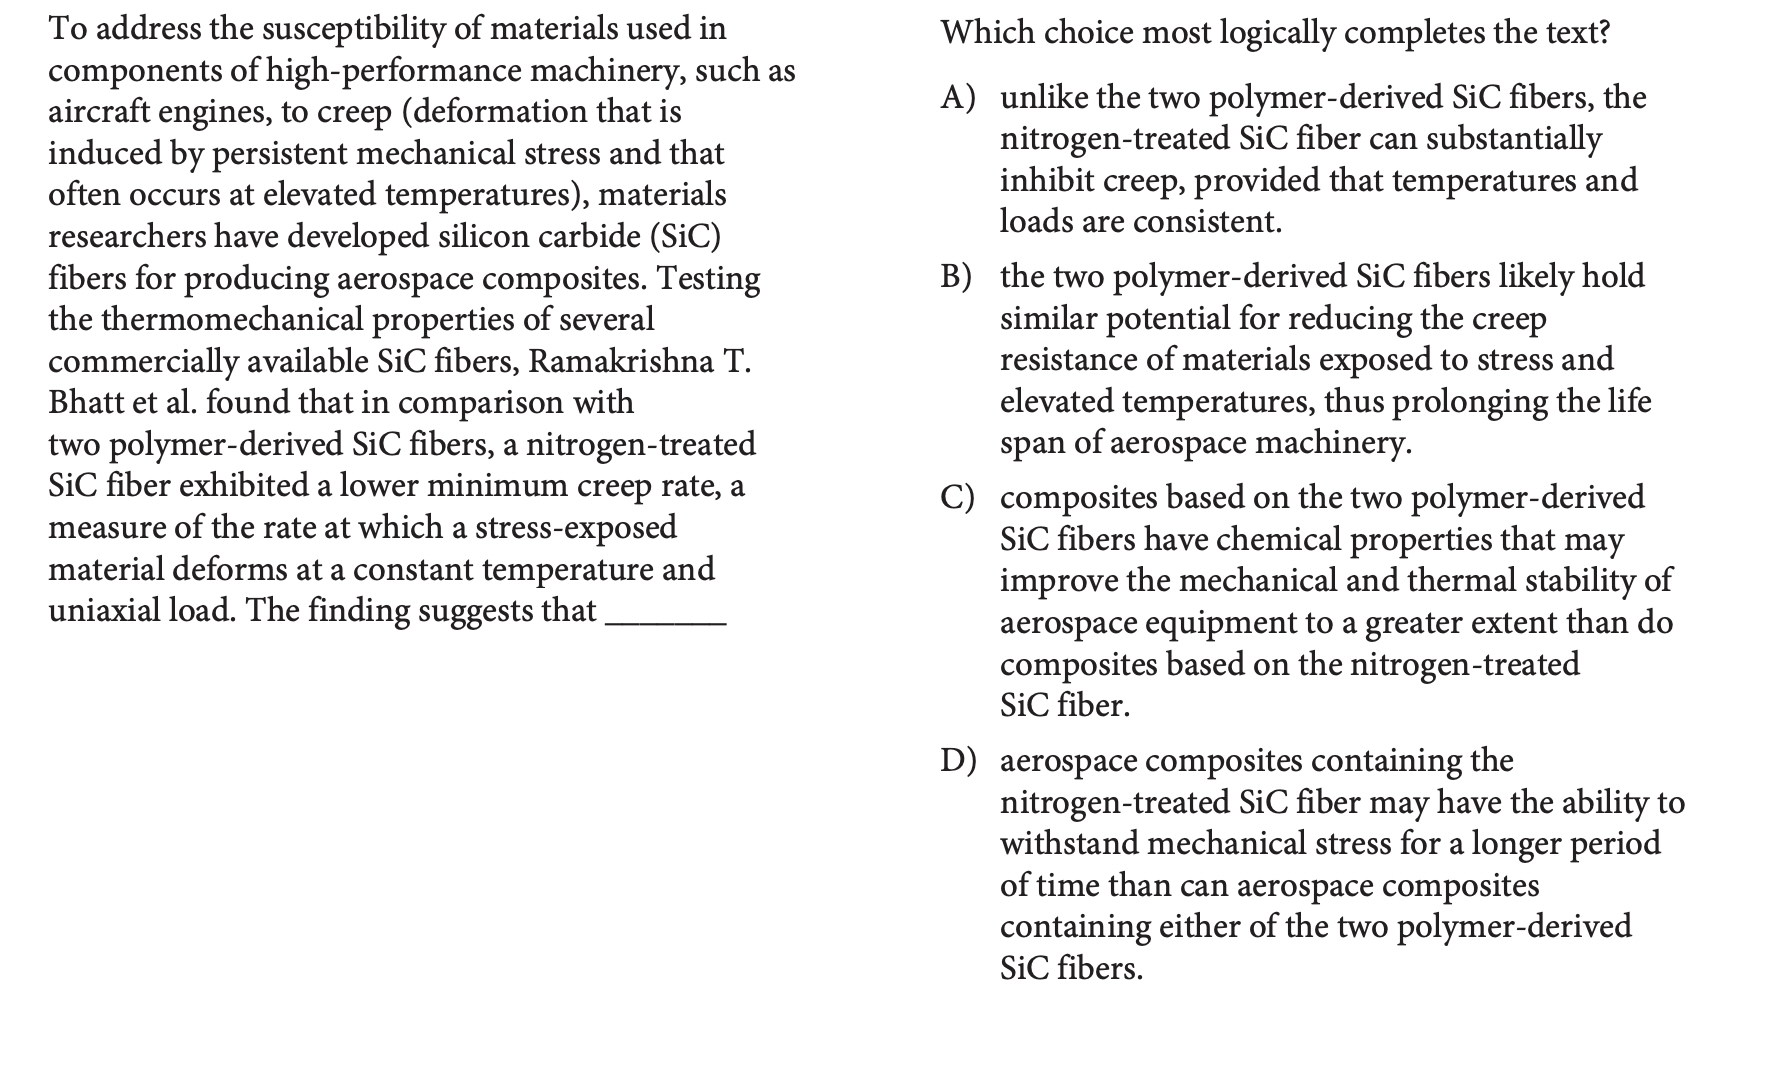 To address the susceptibility of materials used in
components of high-performance machinery, such as
aircraft engines, to creep (deformation that is
induced by persistent mechanical stress and that
often occurs at elevated temperatures), materials
researchers have developed silicon carbide (SiC)
fibers for producing aerospace composites. Testing
the thermomechanical properties of several
commercially available SiC fibers, Ramakrishna T.
Bhatt et al. found that in comparison with
two polymer-derived SiC fibers, a nitrogen-treated
SiC fiber exhibited a lower minimum creep rate, a
measure of the rate at which a stress-exposed
material deforms at a constant temperature and
uniaxial load. The finding suggests that _______
Which choice most logically completes the text?
A) unlike the two polymer-derived SiC fibers, the
nitrogen-treated SiC fiber can substantially
inhibit creep, provided that temperatures and
loads are consistent.
B) the two polymer-derived SiC fibers likely hold
similar potential for reducing the creep
resistance of materials exposed to stress and
elevated temperatures, thus prolonging the life
span of aerospace machinery.
C) composites based on the two polymer-derived
SiC fibers have chemical properties that may
improve the mechanical and thermal stability of
aerospace equipment to a greater extent than do
composites based on the nitrogen-treated
SiC fiber.
D) aerospace composites containing the
nitrogen-treated SiC fiber may have the ability to
withstand mechanical stress for a longer period
of time than can aerospace composites
containing either of the two polymer-derived
SiC fibers.